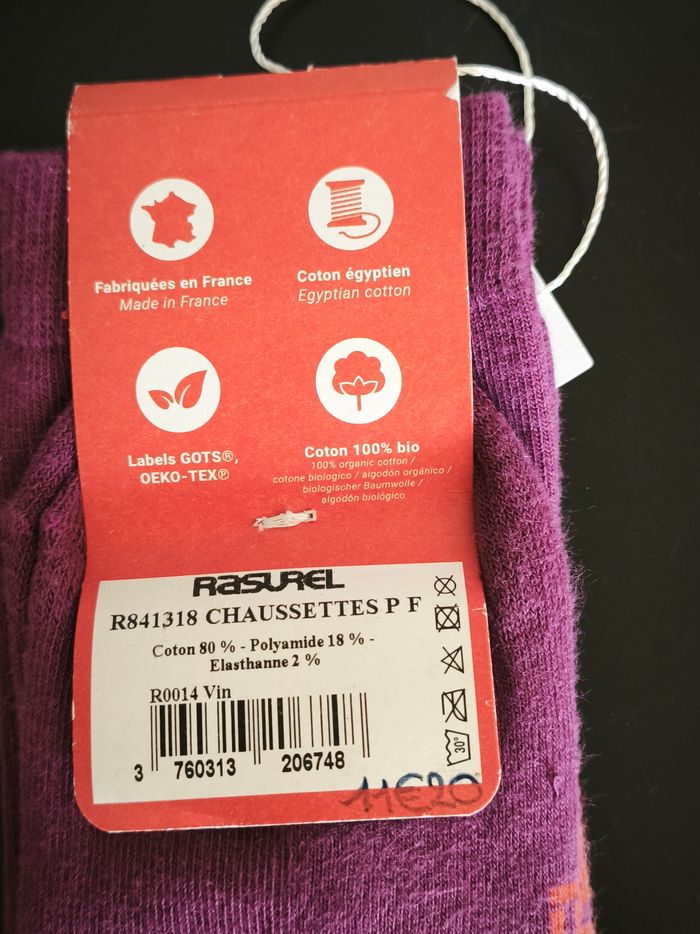 Fabriquées en France
Made in France
Coton égyptien
Egyptian cotton
Labels GOTS®,
OEKO-TEX℗
Coton 100% bio
100% organic cotton /
cotone biologico / algodón orgánico /
biologischer Baumwolle /
algodón biológico
RASUREL
R841318 CHAUSSETTES P F
Coton 80 % - Polyamide 18 % -
Elasthanne 2 %
R0014 Vin
3 760313 206748
30°
11€20